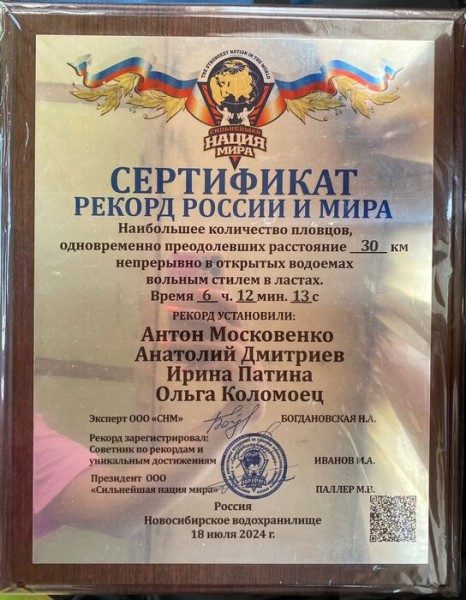 THE STRONGEST NATION IN THE WORLD
СИЛЬНЕЙШАЯ
НАЦИЯ
МИРА
СЕРТИФИКАТ
РЕКОРД РОССИИ И МИРА
Наибольшее количество пловцов,
одновременно преодолевших расстояние 30 км
непрерывно в открытых водоемах
вольным стилем в ластах.
Время 6 ч. 12 мин. 13 с
РЕКОРД УСТАНОВИЛИ:
Антон Московенко
Анатолий Дмитриев
Ирина Патина
Ольга Коломоец
Эксперт ООО «СНМ» БОГДАНОВСКАЯ Н.А.
Рекорд зарегистрировал:
Советник по рекордам и
уникальным достижениям ИВАНОВ М.А.
Президент ООО
«Сильнейшая нация мира» ПАЛЛЕР М.В.
Россия
Новосибирское водохранилище
18 июля 2024 г.